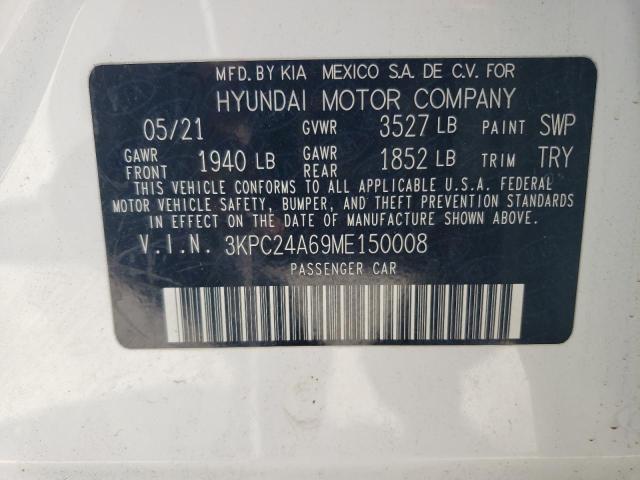 MFD. BY KIA MEXICO S.A. DE C.V. FOR
HYUNDAI MOTOR COMPANY
05/21 GVWR 3527 LB PAINT SWP
GAWR FRONT 1940 LB GAWR REAR 1852 LB TRIM TRY
THIS VEHICLE CONFORMS TO ALL APPLICABLE U.S.A. FEDERAL
MOTOR VEHICLE SAFETY, BUMPER, AND THEFT PREVENTION STANDARDS
IN EFFECT ON THE DATE OF MANUFACTURE SHOWN ABOVE.
V.I.N. 3KPC24A69ME150008
PASSENGER CAR